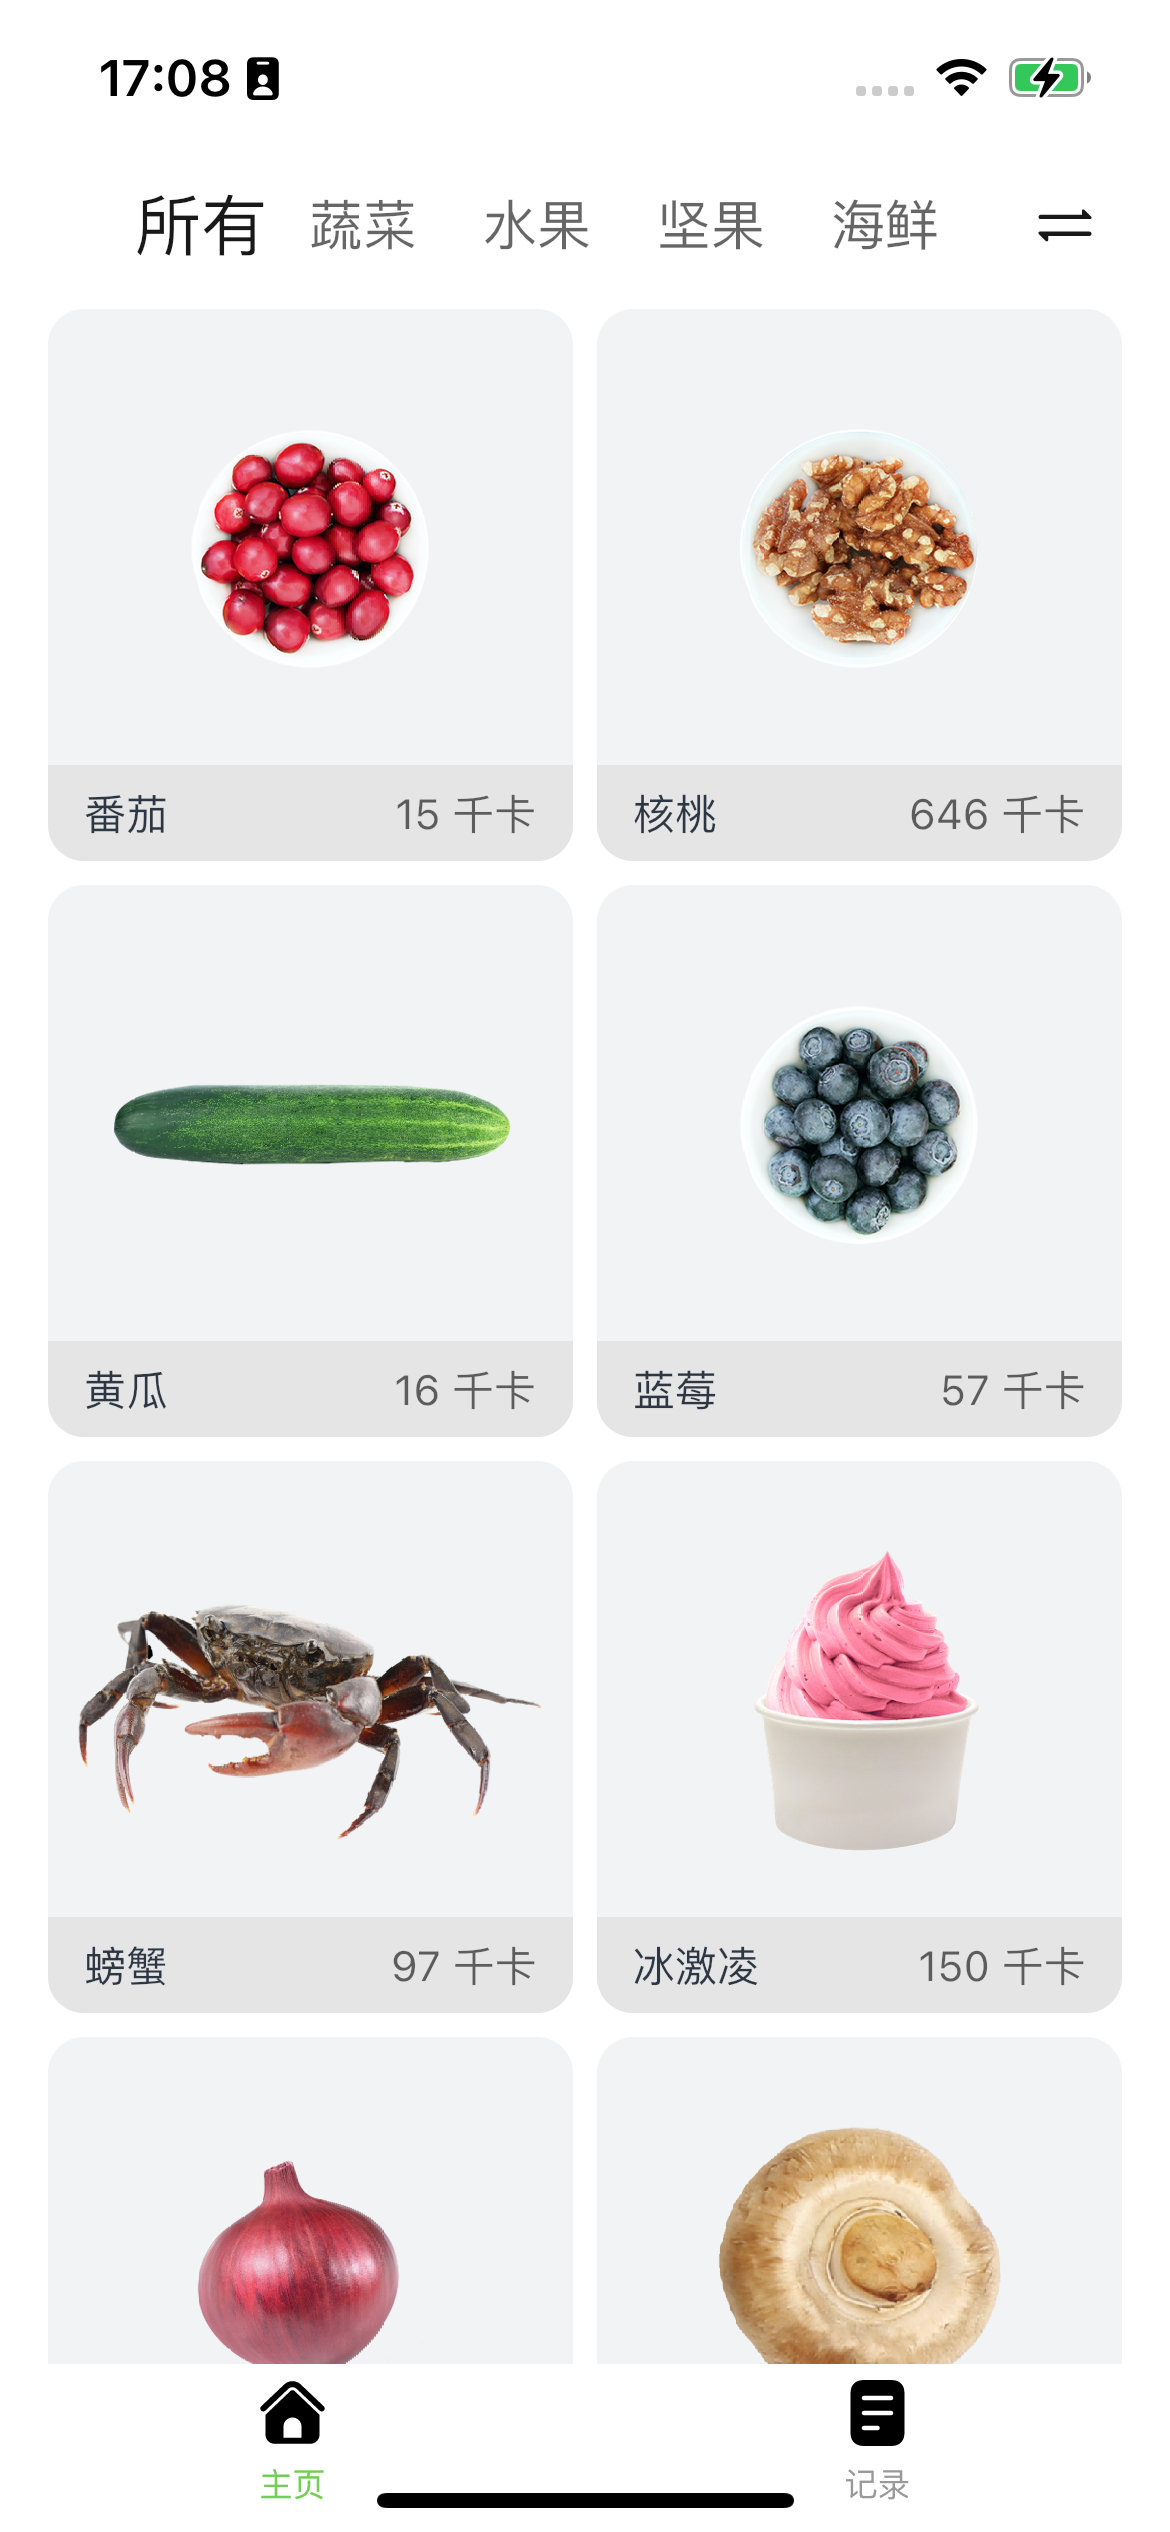 17:08
所有 蔬菜 水果 坚果 海鲜
番茄 15 千卡
核桃 646 千卡
黄瓜 16 千卡
蓝莓 57 千卡
螃蟹 97 千卡
冰激凌 150 千卡
主页
记录